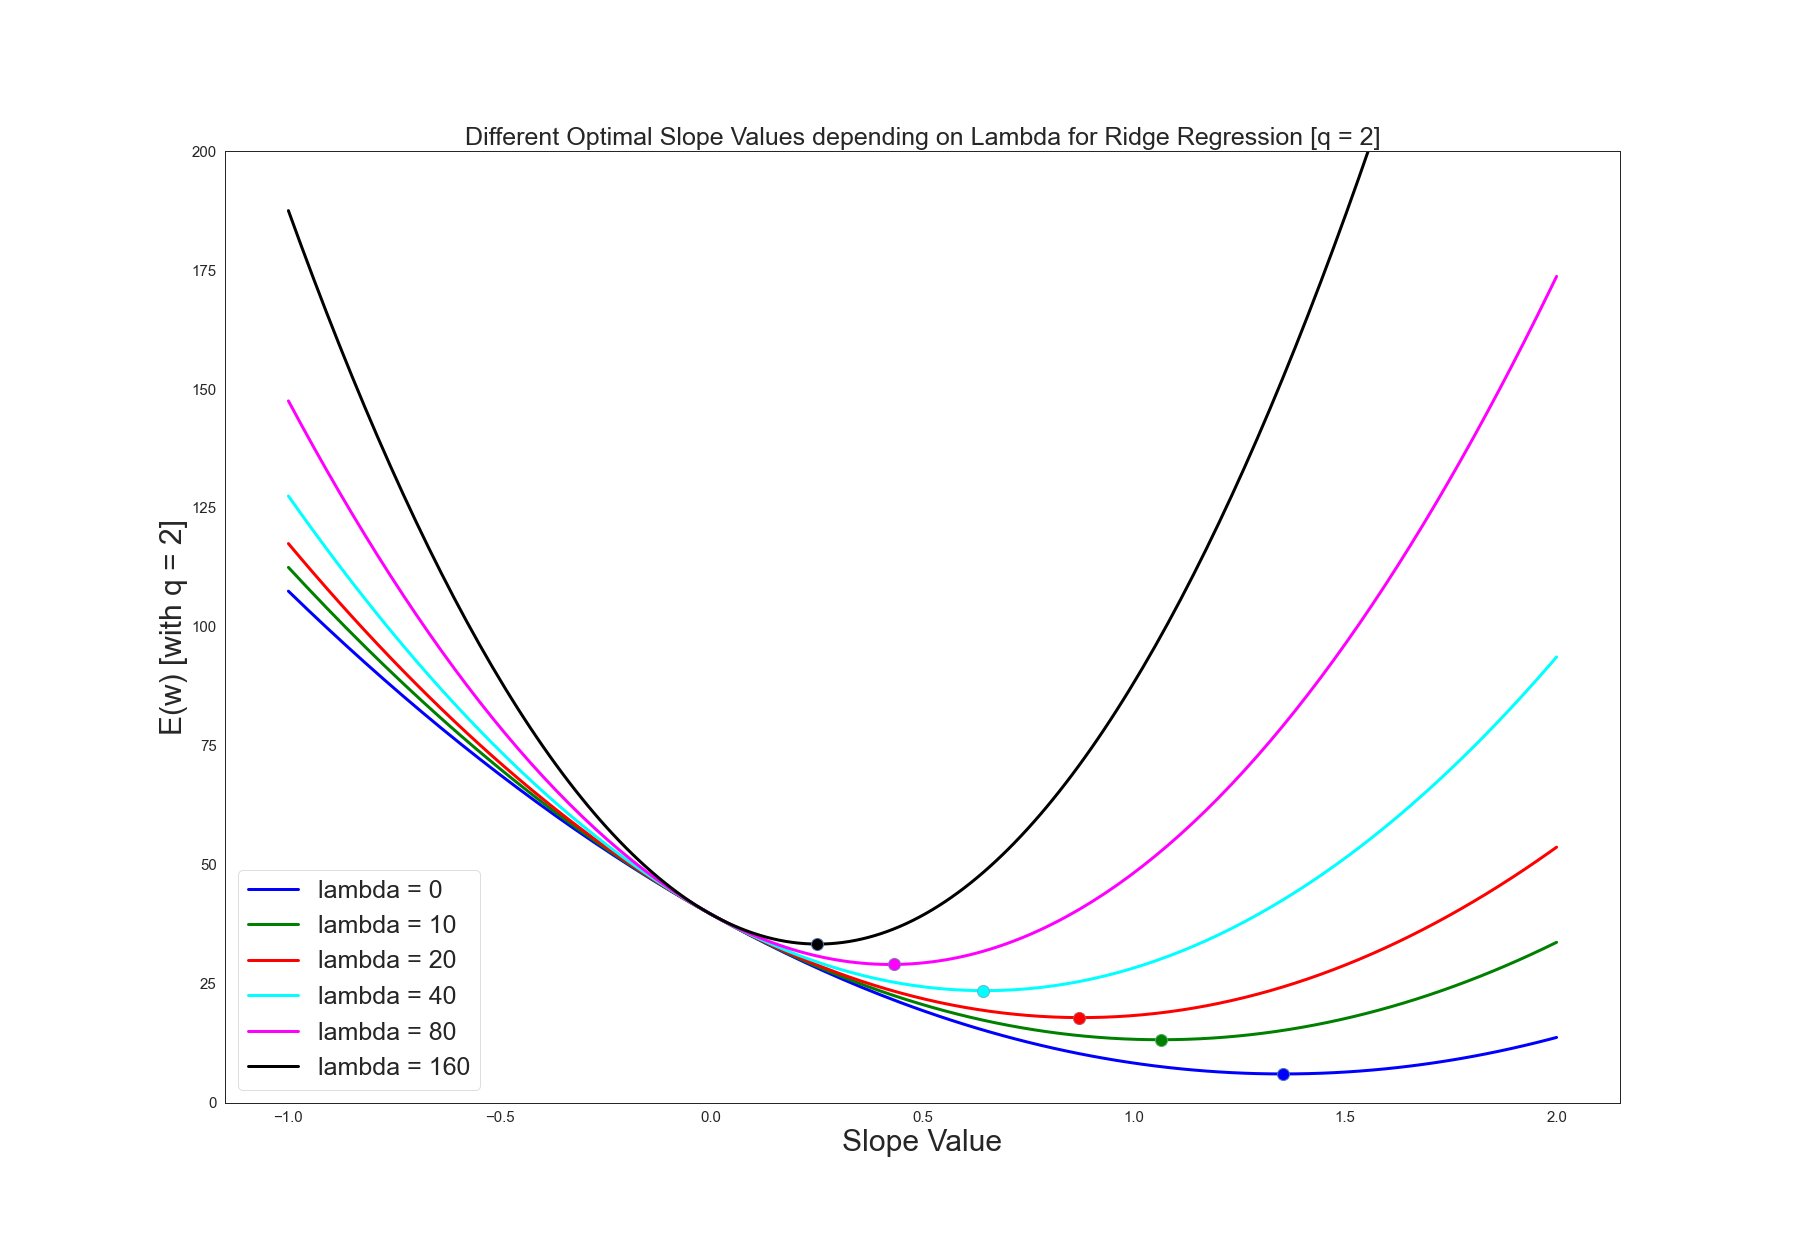 Different Optimal Slope Values depending on Lambda for Ridge Regression [q = 2]
200
175
150
125
100
75
50
25
0
E(w) [with q = 2]
lambda = 0
lambda = 10
lambda = 20
lambda = 40
lambda = 80
lambda = 160
−1.0 −0.5 0.0 0.5 1.0 1.5 2.0
Slope Value